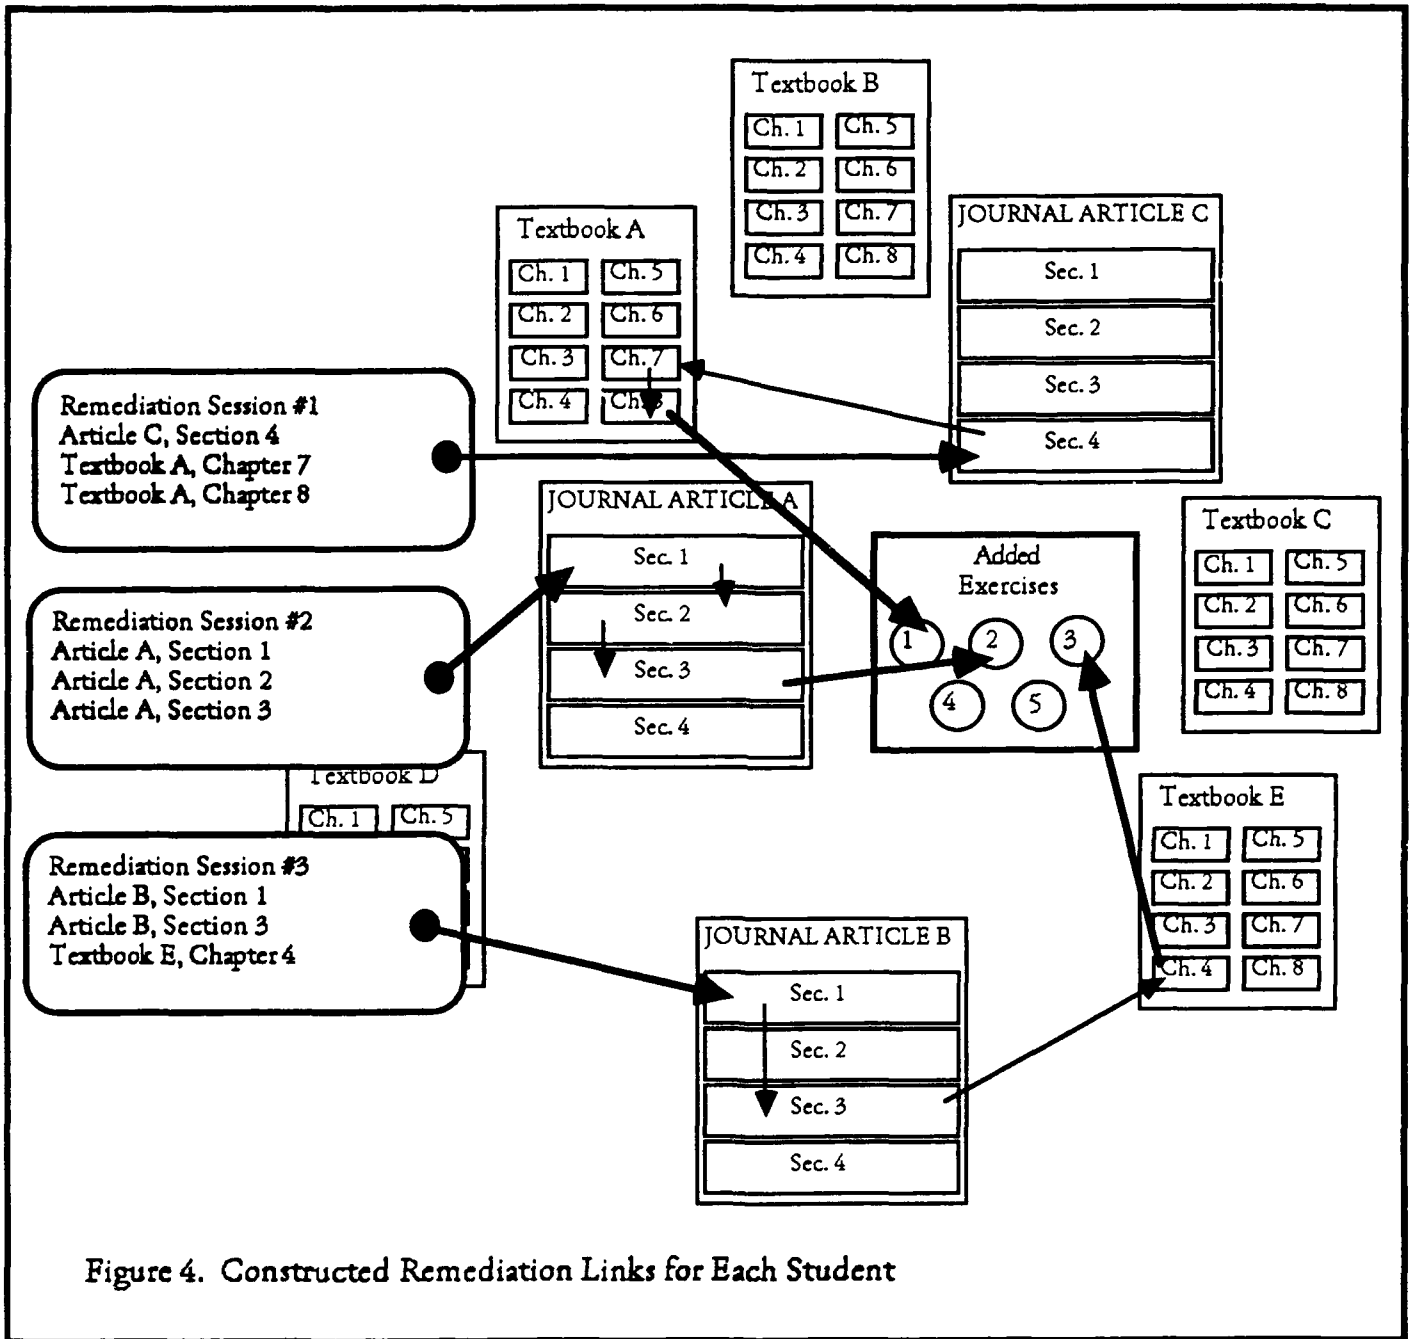 Textbook B
Ch. 1 Ch. 5
Ch. 2 Ch. 6
Ch. 3 Ch. 7
Ch. 4 Ch. 8
JOURNAL ARTICLE C
Sec. 1
Sec. 2
Sec. 3
Sec. 4
Textbook A
Ch. 1 Ch. 5
Ch. 2 Ch. 6
Ch. 3 Ch. 7
Ch. 4 Ch. 8
Remediation Session #1
Article C, Section 4
Textbook A, Chapter 7
Textbook A, Chapter 8
JOURNAL ARTICLE A
Sec. 1
Sec. 2
Sec. 3
Sec. 4
Added
Exercises
1 2 3
4 5
Textbook C
Ch. 1 Ch. 5
Ch. 2 Ch. 6
Ch. 3 Ch. 7
Ch. 4 Ch. 8
Remediation Session #2
Article A, Section 1
Article A, Section 2
Article A, Section 3
Textbook D
Ch. 1 Ch. 5
Remediation Session #3
Article B, Section 1
Article B, Section 3
Textbook E, Chapter 4
Textbook E
Ch. 1 Ch. 5
Ch. 2 Ch. 6
Ch. 3 Ch. 7
Ch. 4 Ch. 8
JOURNAL ARTICLE B
Sec. 1
Sec. 2
Sec. 3
Sec. 4
Figure 4. Constructed Remediation Links for Each Student